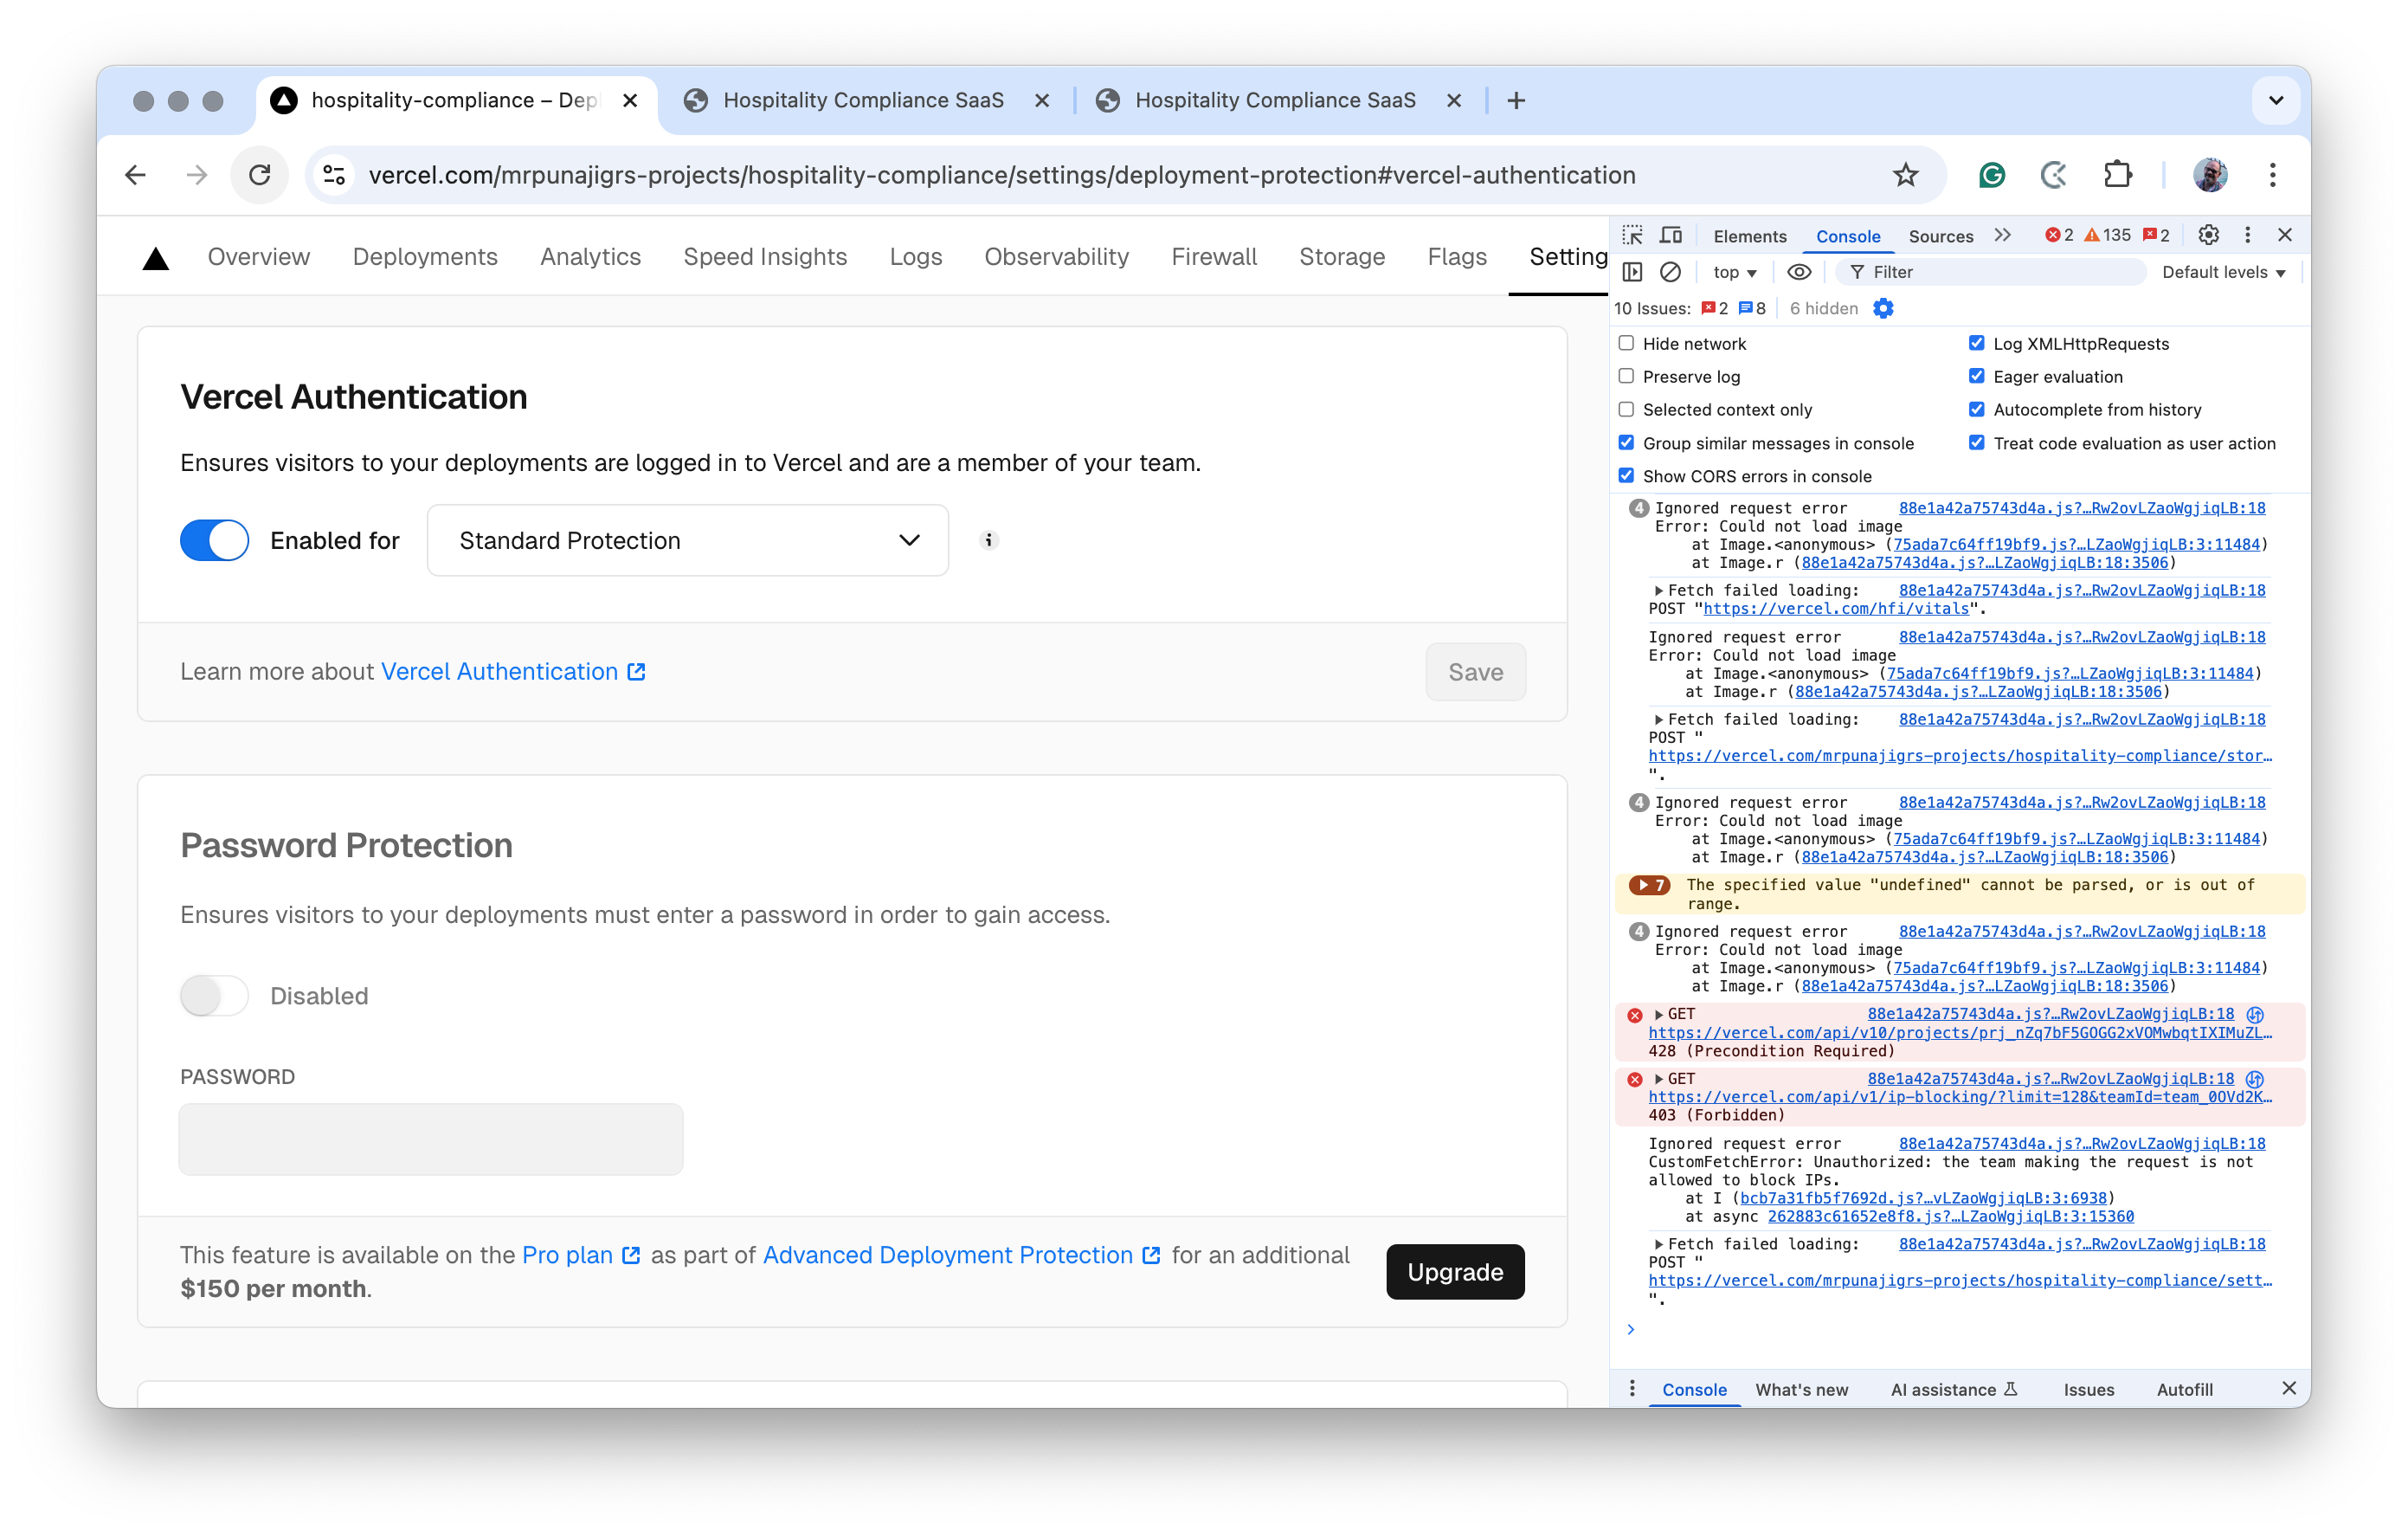 hospitality-compliance – Dep
Hospitality Compliance SaaS
Hospitality Compliance SaaS
vercel.com/mrpunajigrs-projects/hospitality-compliance/settings/deployment-protection#vercel-authentication
Overview
Deployments
Analytics
Speed Insights
Logs
Observability
Firewall
Storage
Flags
Setting
Vercel Authentication
Ensures visitors to your deployments are logged in to Vercel and are a member of your team.
Enabled for
Standard Protection
Learn more about Vercel Authentication
Save
Password Protection
Ensures visitors to your deployments must enter a password in order to gain access.
Disabled
PASSWORD
This feature is available on the Pro plan as part of Advanced Deployment Protection for an additional
$150 per month.
Upgrade
Elements
Console
Sources
2
135
2
top
Filter
Default levels
10 Issues: 2 8
6 hidden
Hide network
Log XMLHttpRequests
Preserve log
Eager evaluation
Selected context only
Autocomplete from history
Group similar messages in console
Treat code evaluation as user action
Show CORS errors in console
4 Ignored request error 88e1a42a75743d4a.js?…Rw2ovLZaoWgjiqLB:18
Error: Could not load image
at Image.<anonymous> (75ada7c64ff19bf9.js?…LZaoWgjiqLB:3:11484)
at Image.r (88e1a42a75743d4a.js?…LZaoWgjiqLB:18:3506)
Fetch failed loading: 88e1a42a75743d4a.js?…Rw2ovLZaoWgjiqLB:18
POST "https://vercel.com/hfi/vitals".
Ignored request error 88e1a42a75743d4a.js?…Rw2ovLZaoWgjiqLB:18
Error: Could not load image
at Image.<anonymous> (75ada7c64ff19bf9.js?…LZaoWgjiqLB:3:11484)
at Image.r (88e1a42a75743d4a.js?…LZaoWgjiqLB:18:3506)
Fetch failed loading: 88e1a42a75743d4a.js?…Rw2ovLZaoWgjiqLB:18
POST "
https://vercel.com/mrpunajigrs-projects/hospitality-compliance/stor…
".
4 Ignored request error 88e1a42a75743d4a.js?…Rw2ovLZaoWgjiqLB:18
Error: Could not load image
at Image.<anonymous> (75ada7c64ff19bf9.js?…LZaoWgjiqLB:3:11484)
at Image.r (88e1a42a75743d4a.js?…LZaoWgjiqLB:18:3506)
7 The specified value "undefined" cannot be parsed, or is out of
range.
4 Ignored request error 88e1a42a75743d4a.js?…Rw2ovLZaoWgjiqLB:18
Error: Could not load image
at Image.<anonymous> (75ada7c64ff19bf9.js?…LZaoWgjiqLB:3:11484)
at Image.r (88e1a42a75743d4a.js?…LZaoWgjiqLB:18:3506)
GET 88e1a42a75743d4a.js?…Rw2ovLZaoWgjiqLB:18
https://vercel.com/api/v10/projects/prj_nZq7bF5GOGG2xVOMwbqtIXIMuZL…
428 (Precondition Required)
GET 88e1a42a75743d4a.js?…Rw2ovLZaoWgjiqLB:18
https://vercel.com/api/v1/ip-blocking/?limit=128&teamId=team_0OVd2K…
403 (Forbidden)
Ignored request error 88e1a42a75743d4a.js?…Rw2ovLZaoWgjiqLB:18
CustomFetchError: Unauthorized: the team making the request is not
allowed to block IPs.
at I (bcb7a31fb5f7692d.js?…vLZaoWgjiqLB:3:6938)
at async 262883c61652e8f8.js?…LZaoWgjiqLB:3:15360
Fetch failed loading: 88e1a42a75743d4a.js?…Rw2ovLZaoWgjiqLB:18
POST "
https://vercel.com/mrpunajigrs-projects/hospitality-compliance/sett…
".
Console
What's new
AI assistance
Issues
Autofill